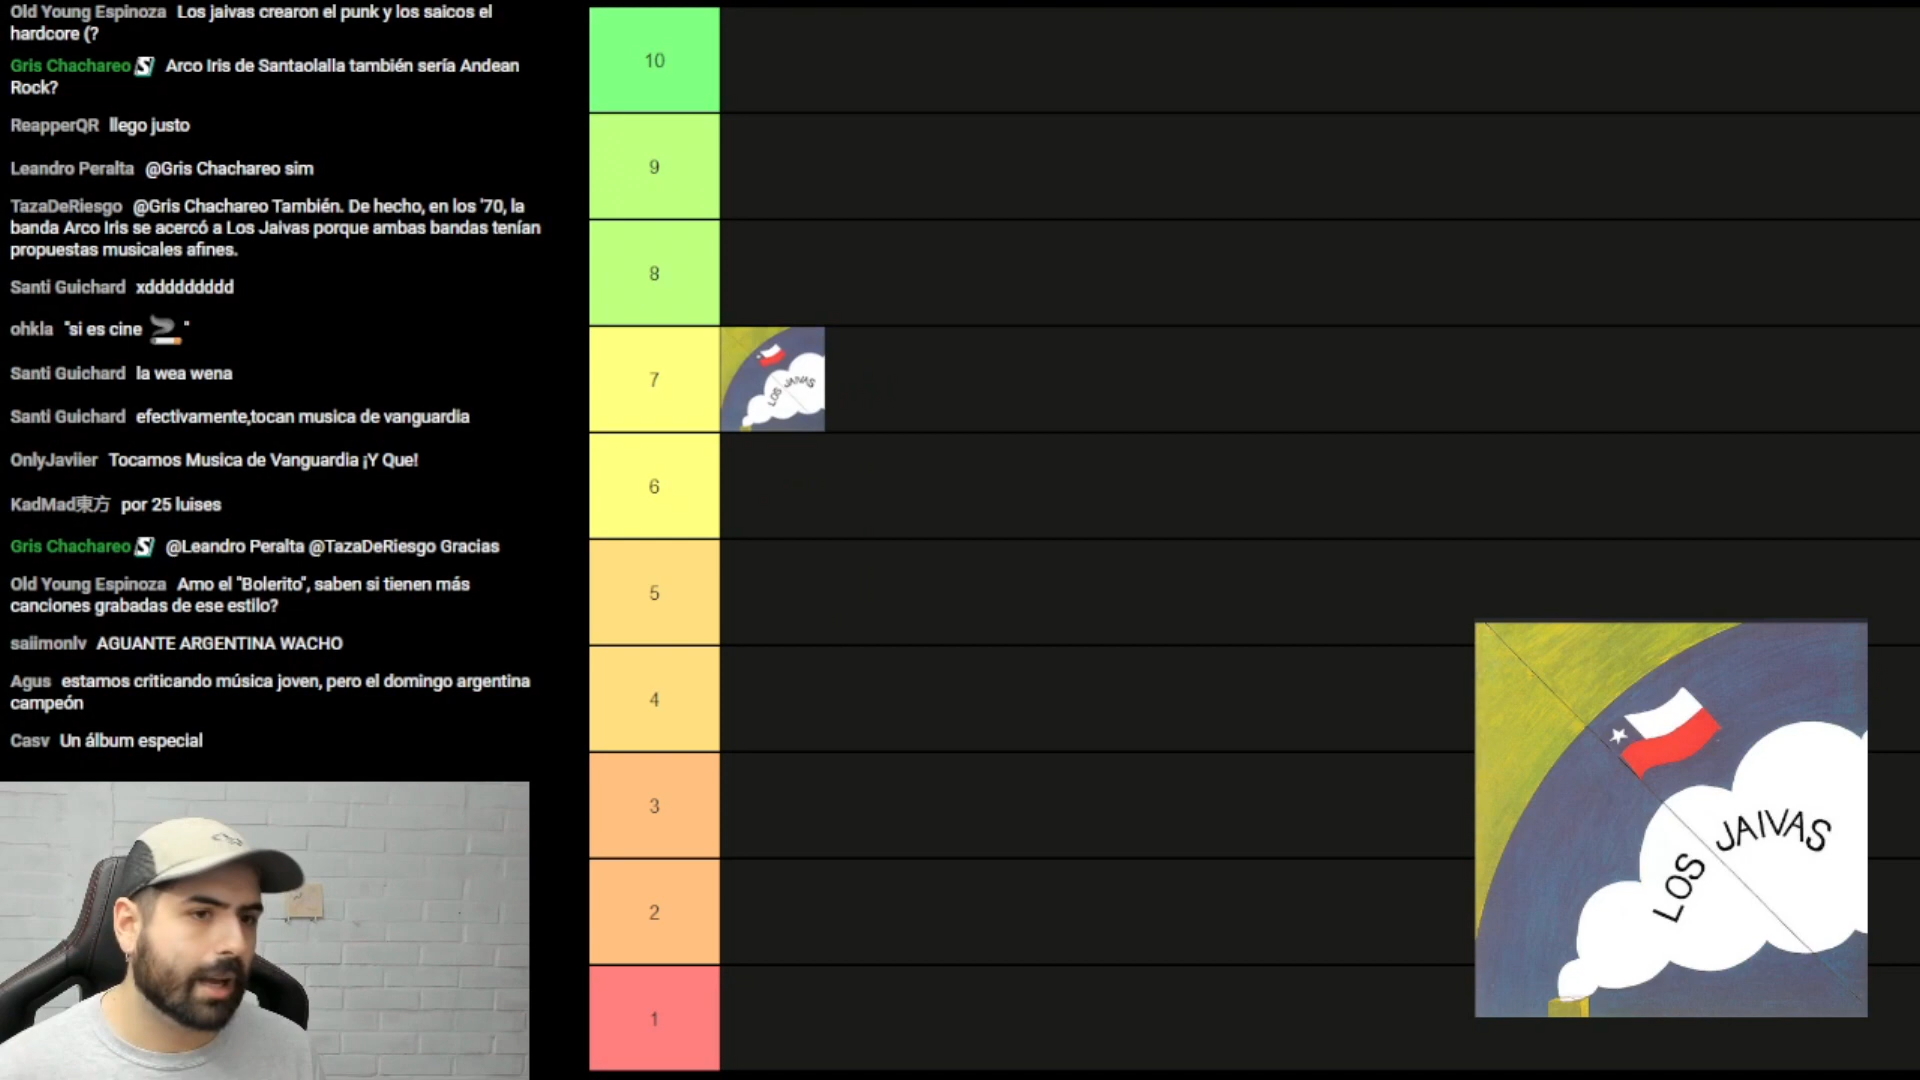 Old Young Espinoza Los jaivas crearon el punk y los saicos el
hardcore (?
Gris Chachareo Arco Iris de Santaolalla también sería Andean
Rock?
ReapperQR llego justo
Leandro Peralta @Gris Chachareo sim
TazaDeRiesgo @Gris Chachareo También. De hecho, en los '70, la
banda Arco Iris se acercó a Los Jaivas porque ambas bandas tenían
propuestas musicales afines.
Santi Guichard xddddddddd
ohkla "si es cine "
Santi Guichard la wea wena
Santi Guichard efectivamente,tocan musica de vanguardia
OnlyJaviier Tocamos Musica de Vanguardia ¡Y Que!
KadMad東方 por 25 luises
Gris Chachareo @Leandro Peralta @TazaDeRiesgo Gracias
Old Young Espinoza Amo el "Bolerito", saben si tienen más
canciones grabadas de ese estilo?
saiimonlv AGUANTE ARGENTINA WACHO
Agus estamos criticando música joven, pero el domingo argentina
campeón
Casv Un álbum especial
10
9
8
7
LOS JAIVAS
6
5
4
3
2
1
LOS JAIVAS